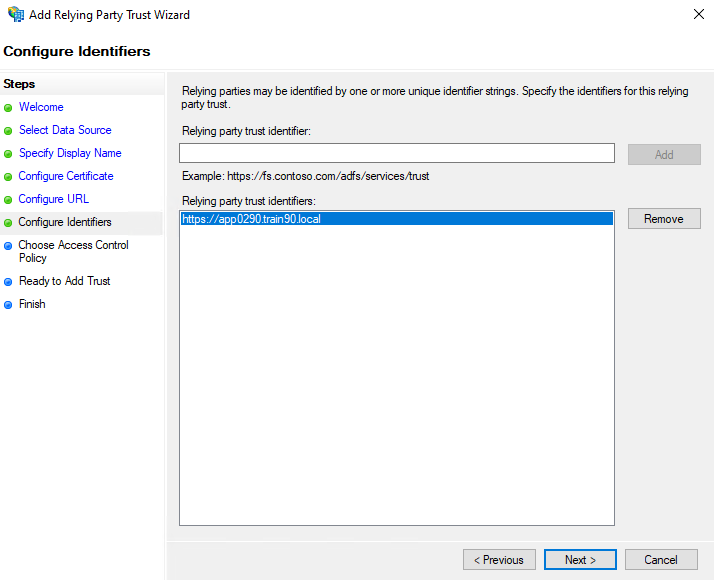 Add Relying Party Trust Wizard
Configure Identifiers
Steps
Welcome
Select Data Source
Specify Display Name
Configure Certificate
Configure URL
Configure Identifiers
Choose Access Control
Policy
Ready to Add Trust
Finish
Relying parties may be identified by one or more unique identifier strings. Specify the identifiers for this relying
party trust.
Relying party trust identifier:
Add
Example: https://fs.contoso.com/adfs/services/trust
Relying party trust identifiers:
https://app0290.train90.local
Remove
< Previous
Next >
Cancel